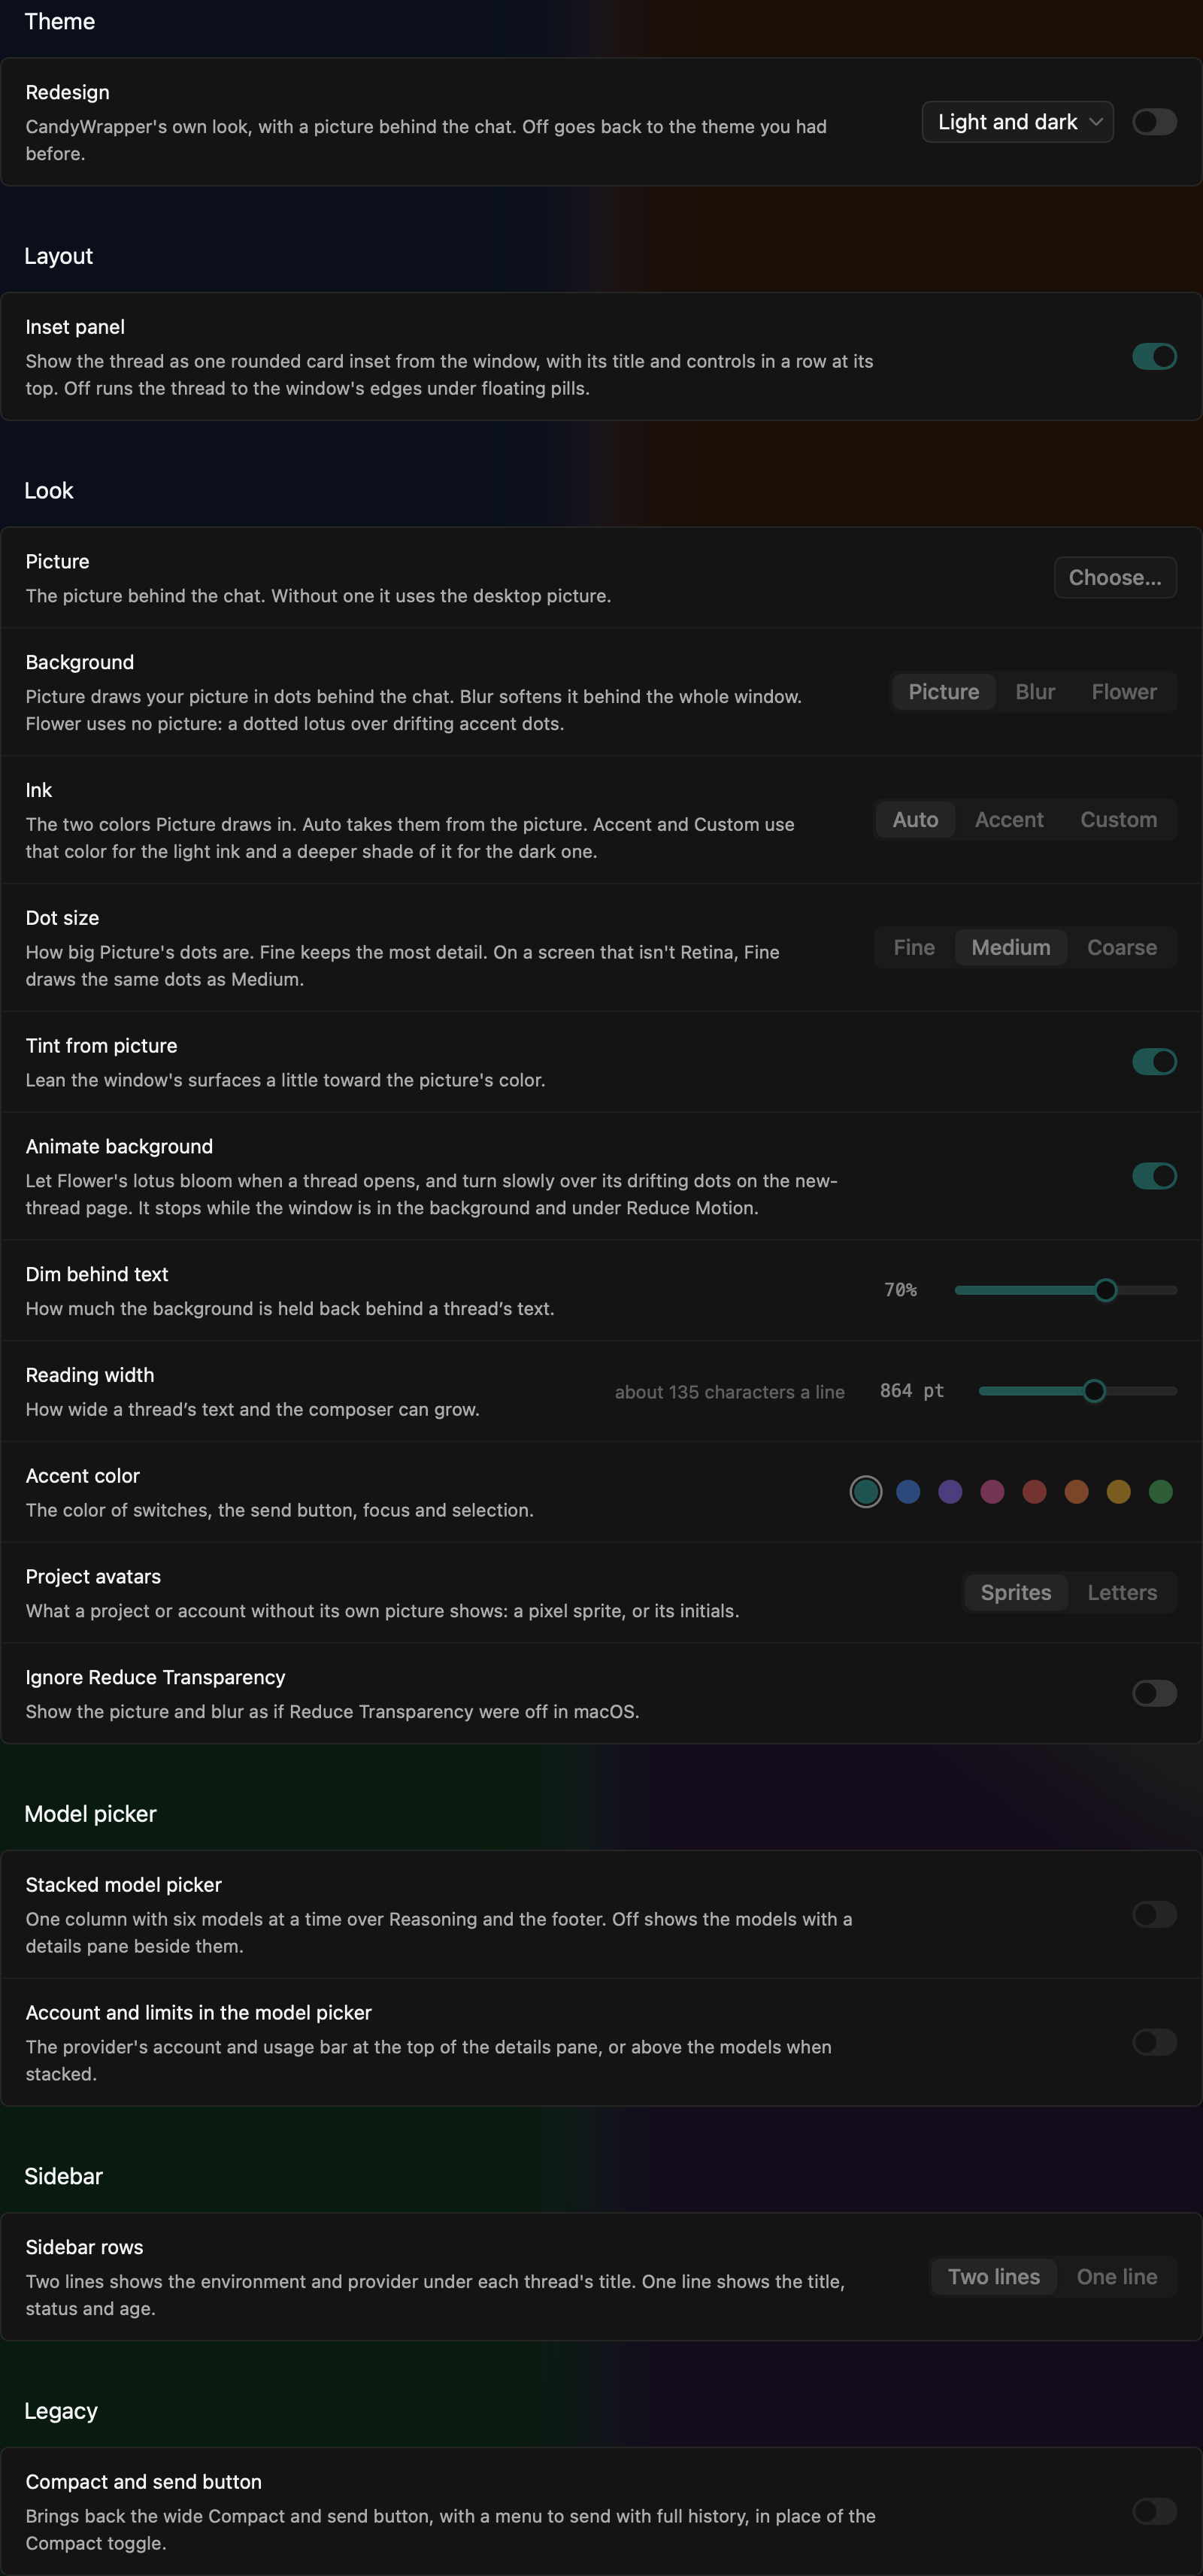 Theme
Redesign
CandyWrapper's own look, with a picture behind the chat. Off goes back to the theme you had
before.
Light and dark
Layout
Inset panel
Show the thread as one rounded card inset from the window, with its title and controls in a row at its
top. Off runs the thread to the window's edges under floating pills.
Look
Picture
The picture behind the chat. Without one it uses the desktop picture.
Choose...
Background
Picture draws your picture in dots behind the chat. Blur softens it behind the whole window.
Flower uses no picture: a dotted lotus over drifting accent dots.
Picture Blur Flower
Ink
The two colors Picture draws in. Auto takes them from the picture. Accent and Custom use
that color for the light ink and a deeper shade of it for the dark one.
Auto Accent Custom
Dot size
How big Picture's dots are. Fine keeps the most detail. On a screen that isn't Retina, Fine
draws the same dots as Medium.
Fine Medium Coarse
Tint from picture
Lean the window's surfaces a little toward the picture's color.
Animate background
Let Flower's lotus bloom when a thread opens, and turn slowly over its drifting dots on the new-
thread page. It stops while the window is in the background and under Reduce Motion.
Dim behind text
How much the background is held back behind a thread’s text.
70%
Reading width
How wide a thread’s text and the composer can grow.
about 135 characters a line 864 pt
Accent color
The color of switches, the send button, focus and selection.
Project avatars
What a project or account without its own picture shows: a pixel sprite, or its initials.
Sprites Letters
Ignore Reduce Transparency
Show the picture and blur as if Reduce Transparency were off in macOS.
Model picker
Stacked model picker
One column with six models at a time over Reasoning and the footer. Off shows the models with a
details pane beside them.
Account and limits in the model picker
The provider's account and usage bar at the top of the details pane, or above the models when
stacked.
Sidebar
Sidebar rows
Two lines shows the environment and provider under each thread's title. One line shows the title,
status and age.
Two lines One line
Legacy
Compact and send button
Brings back the wide Compact and send button, with a menu to send with full history, in place of the
Compact toggle.